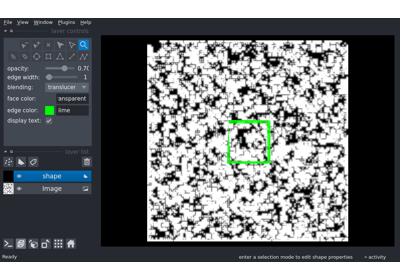 File View Window Plugins Help
layer controls
opacity: 0.70
edge width: 1
blending: translucer
face color: ansparent
edge color: lime
display text:
layer list
shape
Image
Ready
enter a selection mode to edit shape properties
activity